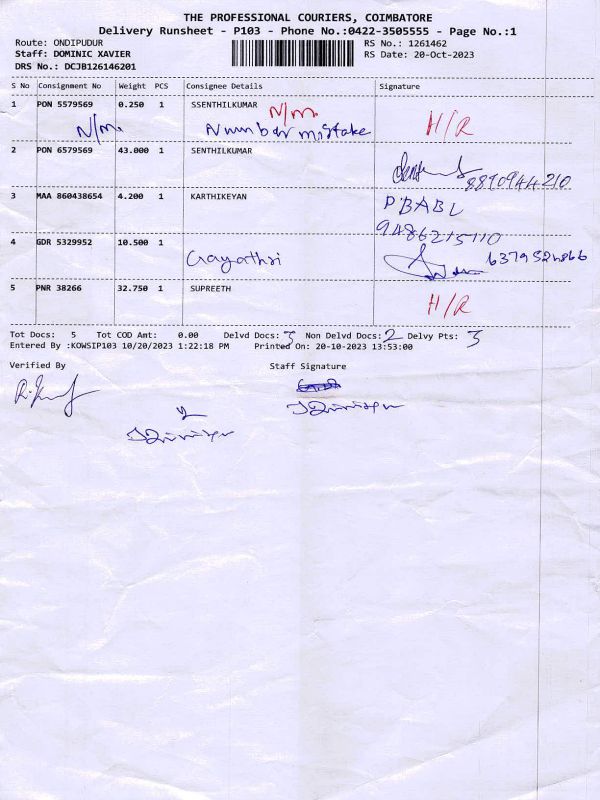 THE PROFESSIONAL COURIERS, COIMBATORE
Delivery Runsheet - P103 - Phone No.:0422-3505555 - Page No.:1
Route: ONDIPUDUR RS No.: 1261462
Staff: DOMINIC XAVIER RS Date: 20-Oct-2023
DRS No.: DCJB126146201
S No Consignment No Weight PCS Consignee Details Signature
1 PON 5579569 0.250 1 SSENTHILKUMAR
N/m.
N/m. Number mistake H/R
2 PON 6579569 43.000 1 SENTHILKUMAR
8890944210
3 MAA 860438654 4.200 1 KARTHIKEYAN P BABU
9486215110
4 GDR 5329952 10.500 1
Gayathri 6379524866
5 PNR 38266 32.750 1 SUPREETH H/R
Tot Docs: 5 Tot COD Amt: 0.00 Delvd Docs: 3 Non Delvd Docs: 2 Delvy Pts: 3
Entered By :KOWSIP103 10/20/2023 1:22:18 PM Printed On: 20-10-2023 13:53:00
Verified By Staff Signature